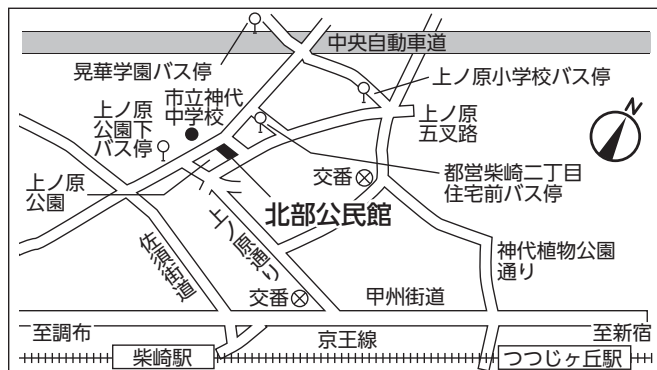 中央自動車道
晃華学園バス停
上ノ原小学校バス停
市立神代
中学校
上ノ原
公園下
バス停
上ノ原
五叉路
都営柴崎二丁目
住宅前バス停
交番
上ノ原
公園
北部公民館
上ノ原通り
佐須街道
神代植物公園
通り
交番
甲州街道
至調布
京王線
至新宿
柴崎駅
つつじヶ丘駅
N